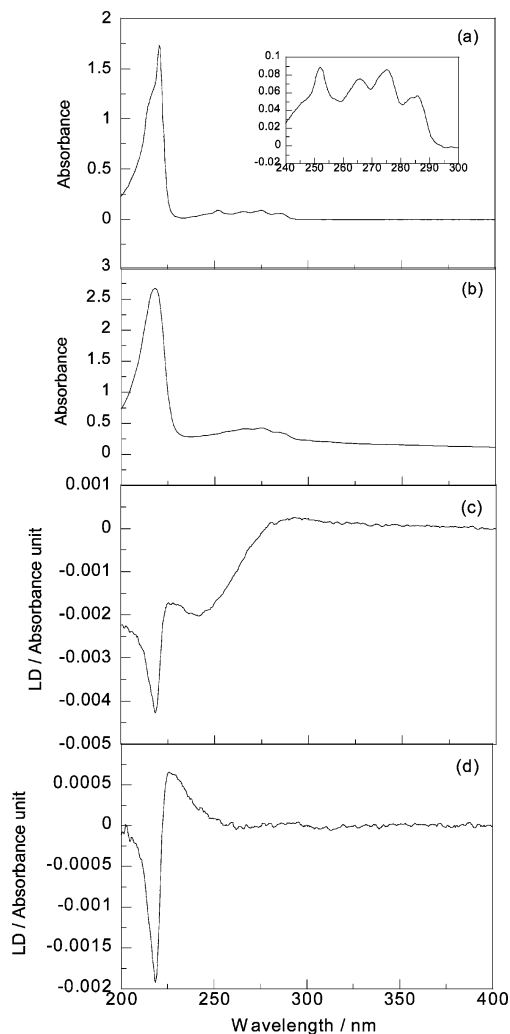 2
(a)
0.1
0.08
0.06
0.04
0.02
0
-0.02
240 250 260 270 280 290 300
1.5
1
0.5
0
Absorbance
3
(b)
2.5
2
1.5
1
0.5
0
Absorbance
0.001
(c)
0
-0.001
-0.002
-0.003
-0.004
-0.005
LD / Absorbance unit
(d)
0.0005
0
-0.0005
-0.001
-0.0015
-0.002
LD / Absorbance unit
200 250 300 350 400
Wavelength / nm